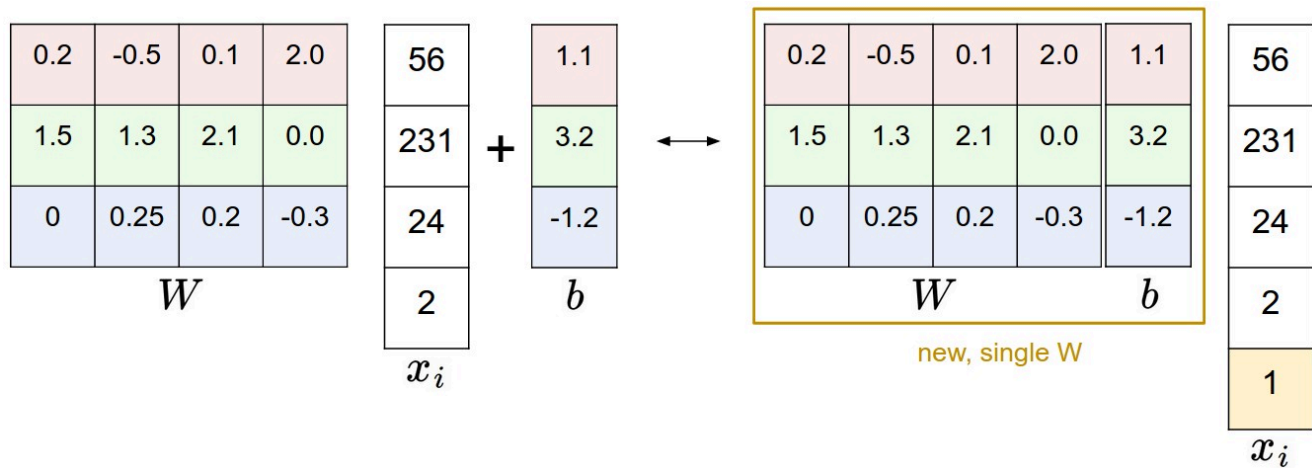 0.2 -0.5 0.1 2.0 56 1.1 0.2 -0.5 0.1 2.0 1.1 56
1.5 1.3 2.1 0.0 231 + 3.2 ↔ 1.5 1.3 2.1 0.0 3.2 231
0 0.25 0.2 -0.3 24 -1.2 0 0.25 0.2 -0.3 -1.2 24
W 2 b W b 2
x_i new, single W 1
x_i